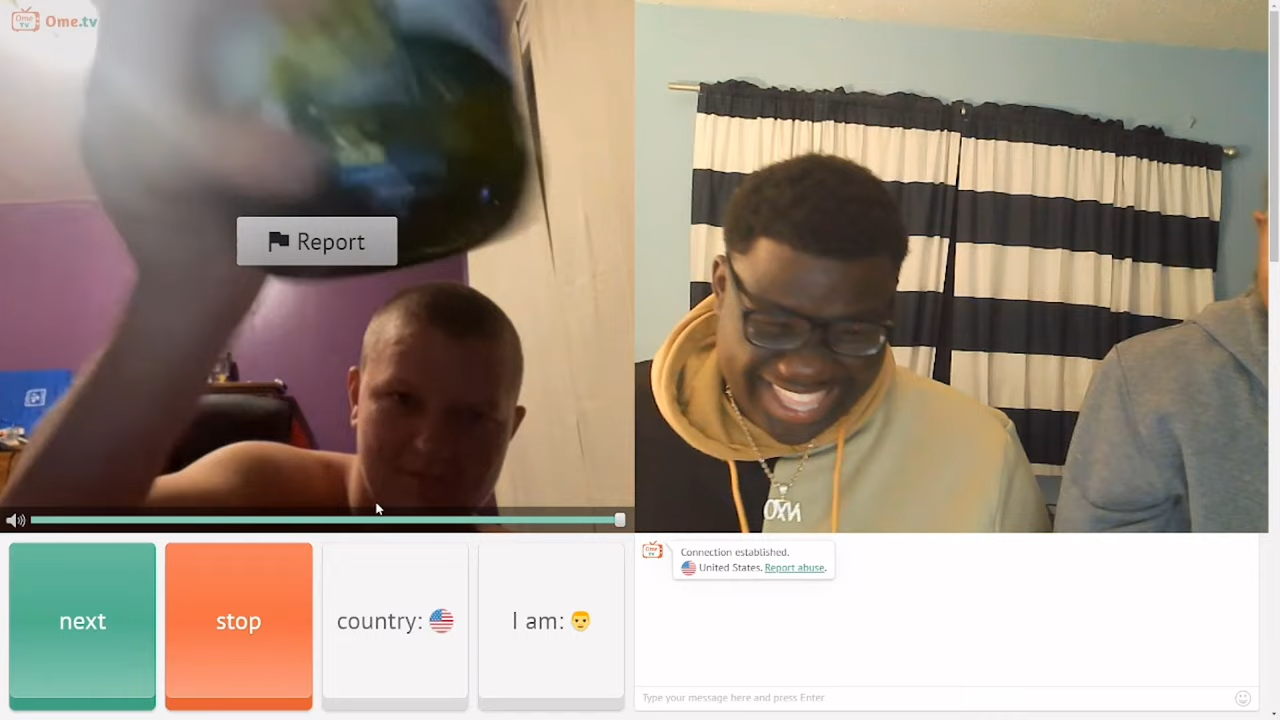 Ome.tv
Report
OXN
next
stop
country:
I am:
Connection established.
United States. Report abuse.
Type your message here and press Enter